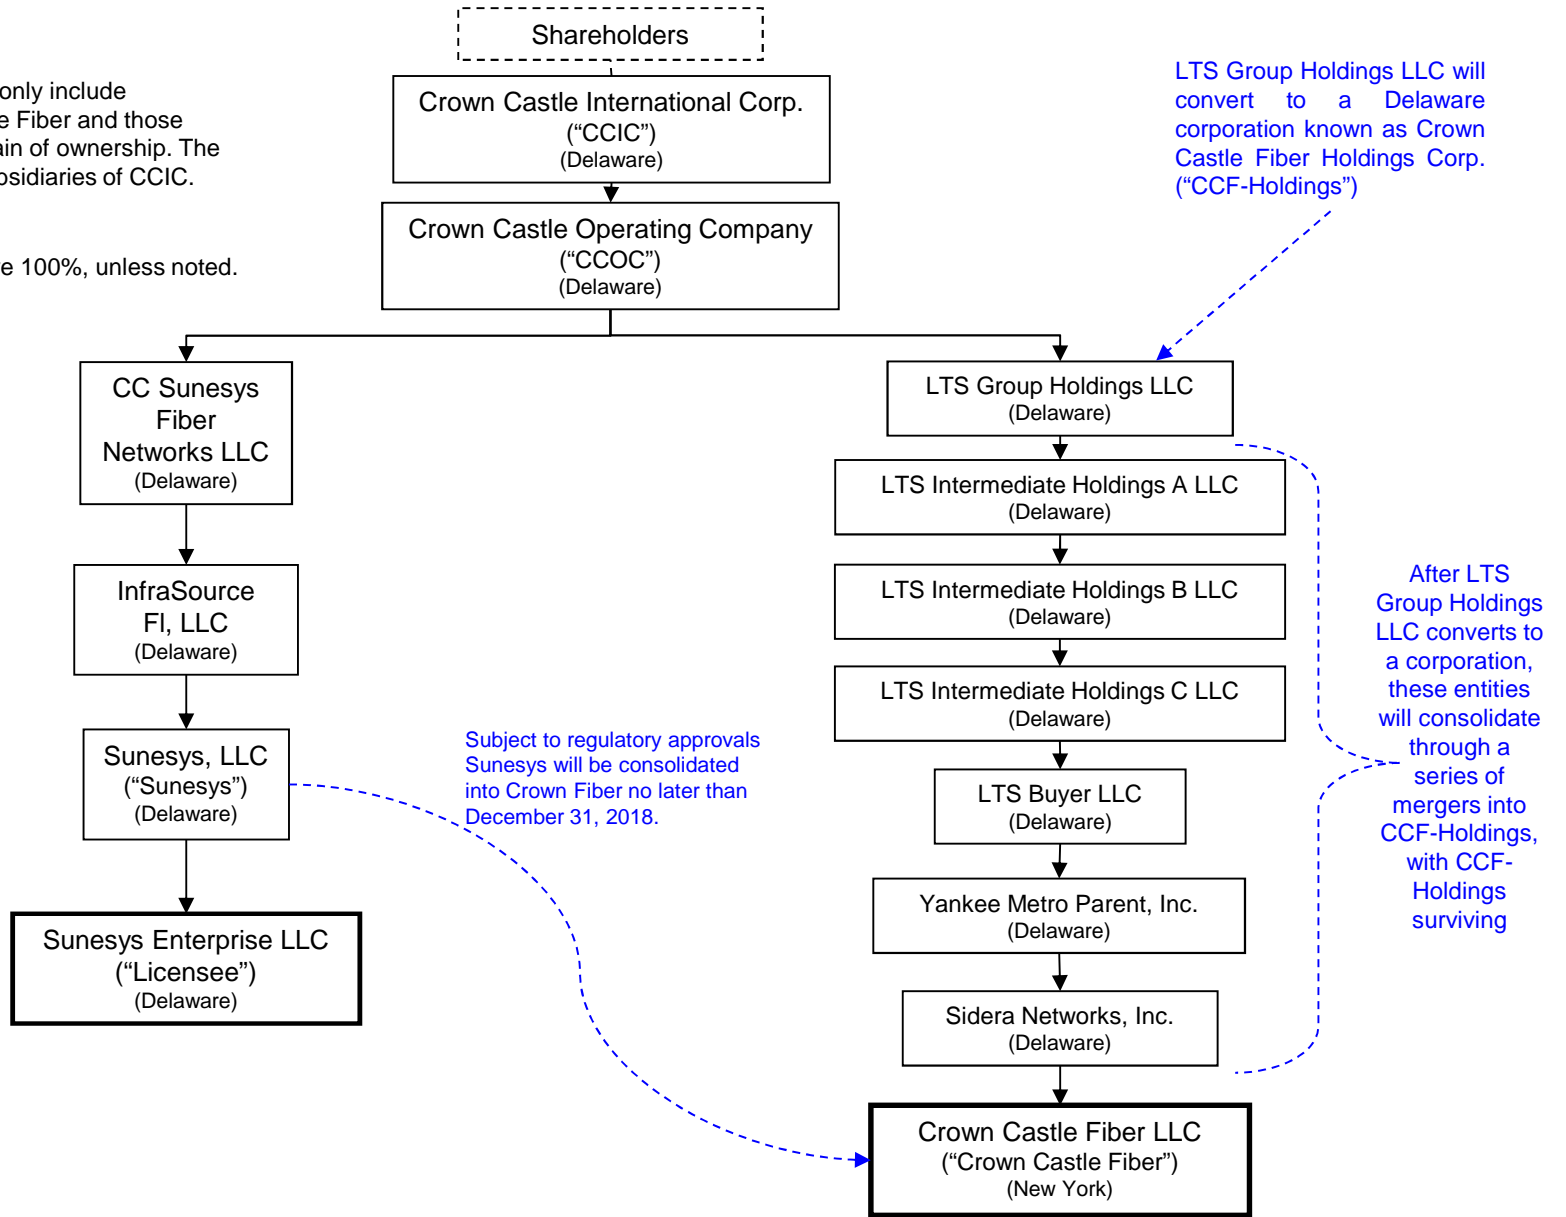 Shareholders
only include
e Fiber and those
ain of ownership. The
osidiaries of CCIC.
re 100%, unless noted.
Crown Castle International Corp.
(“CCIC”)
(Delaware)
Crown Castle Operating Company
(“CCOC”)
(Delaware)
LTS Group Holdings LLC will
convert to a Delaware
corporation known as Crown
Castle Fiber Holdings Corp.
(“CCF-Holdings”)
CC Sunesys
Fiber
Networks LLC
(Delaware)
InfraSource
FI, LLC
(Delaware)
Sunesys, LLC
(“Sunesys”)
(Delaware)
Sunesys Enterprise LLC
(“Licensee”)
(Delaware)
Subject to regulatory approvals
Sunesys will be consolidated
into Crown Fiber no later than
December 31, 2018.
LTS Group Holdings LLC
(Delaware)
LTS Intermediate Holdings A LLC
(Delaware)
LTS Intermediate Holdings B LLC
(Delaware)
LTS Intermediate Holdings C LLC
(Delaware)
LTS Buyer LLC
(Delaware)
Yankee Metro Parent, Inc.
(Delaware)
Sidera Networks, Inc.
(Delaware)
Crown Castle Fiber LLC
(“Crown Castle Fiber”)
(New York)
After LTS
Group Holdings
LLC converts to
a corporation,
these entities
will consolidate
through a
series of
mergers into
CCF-Holdings,
with CCF-
Holdings
surviving